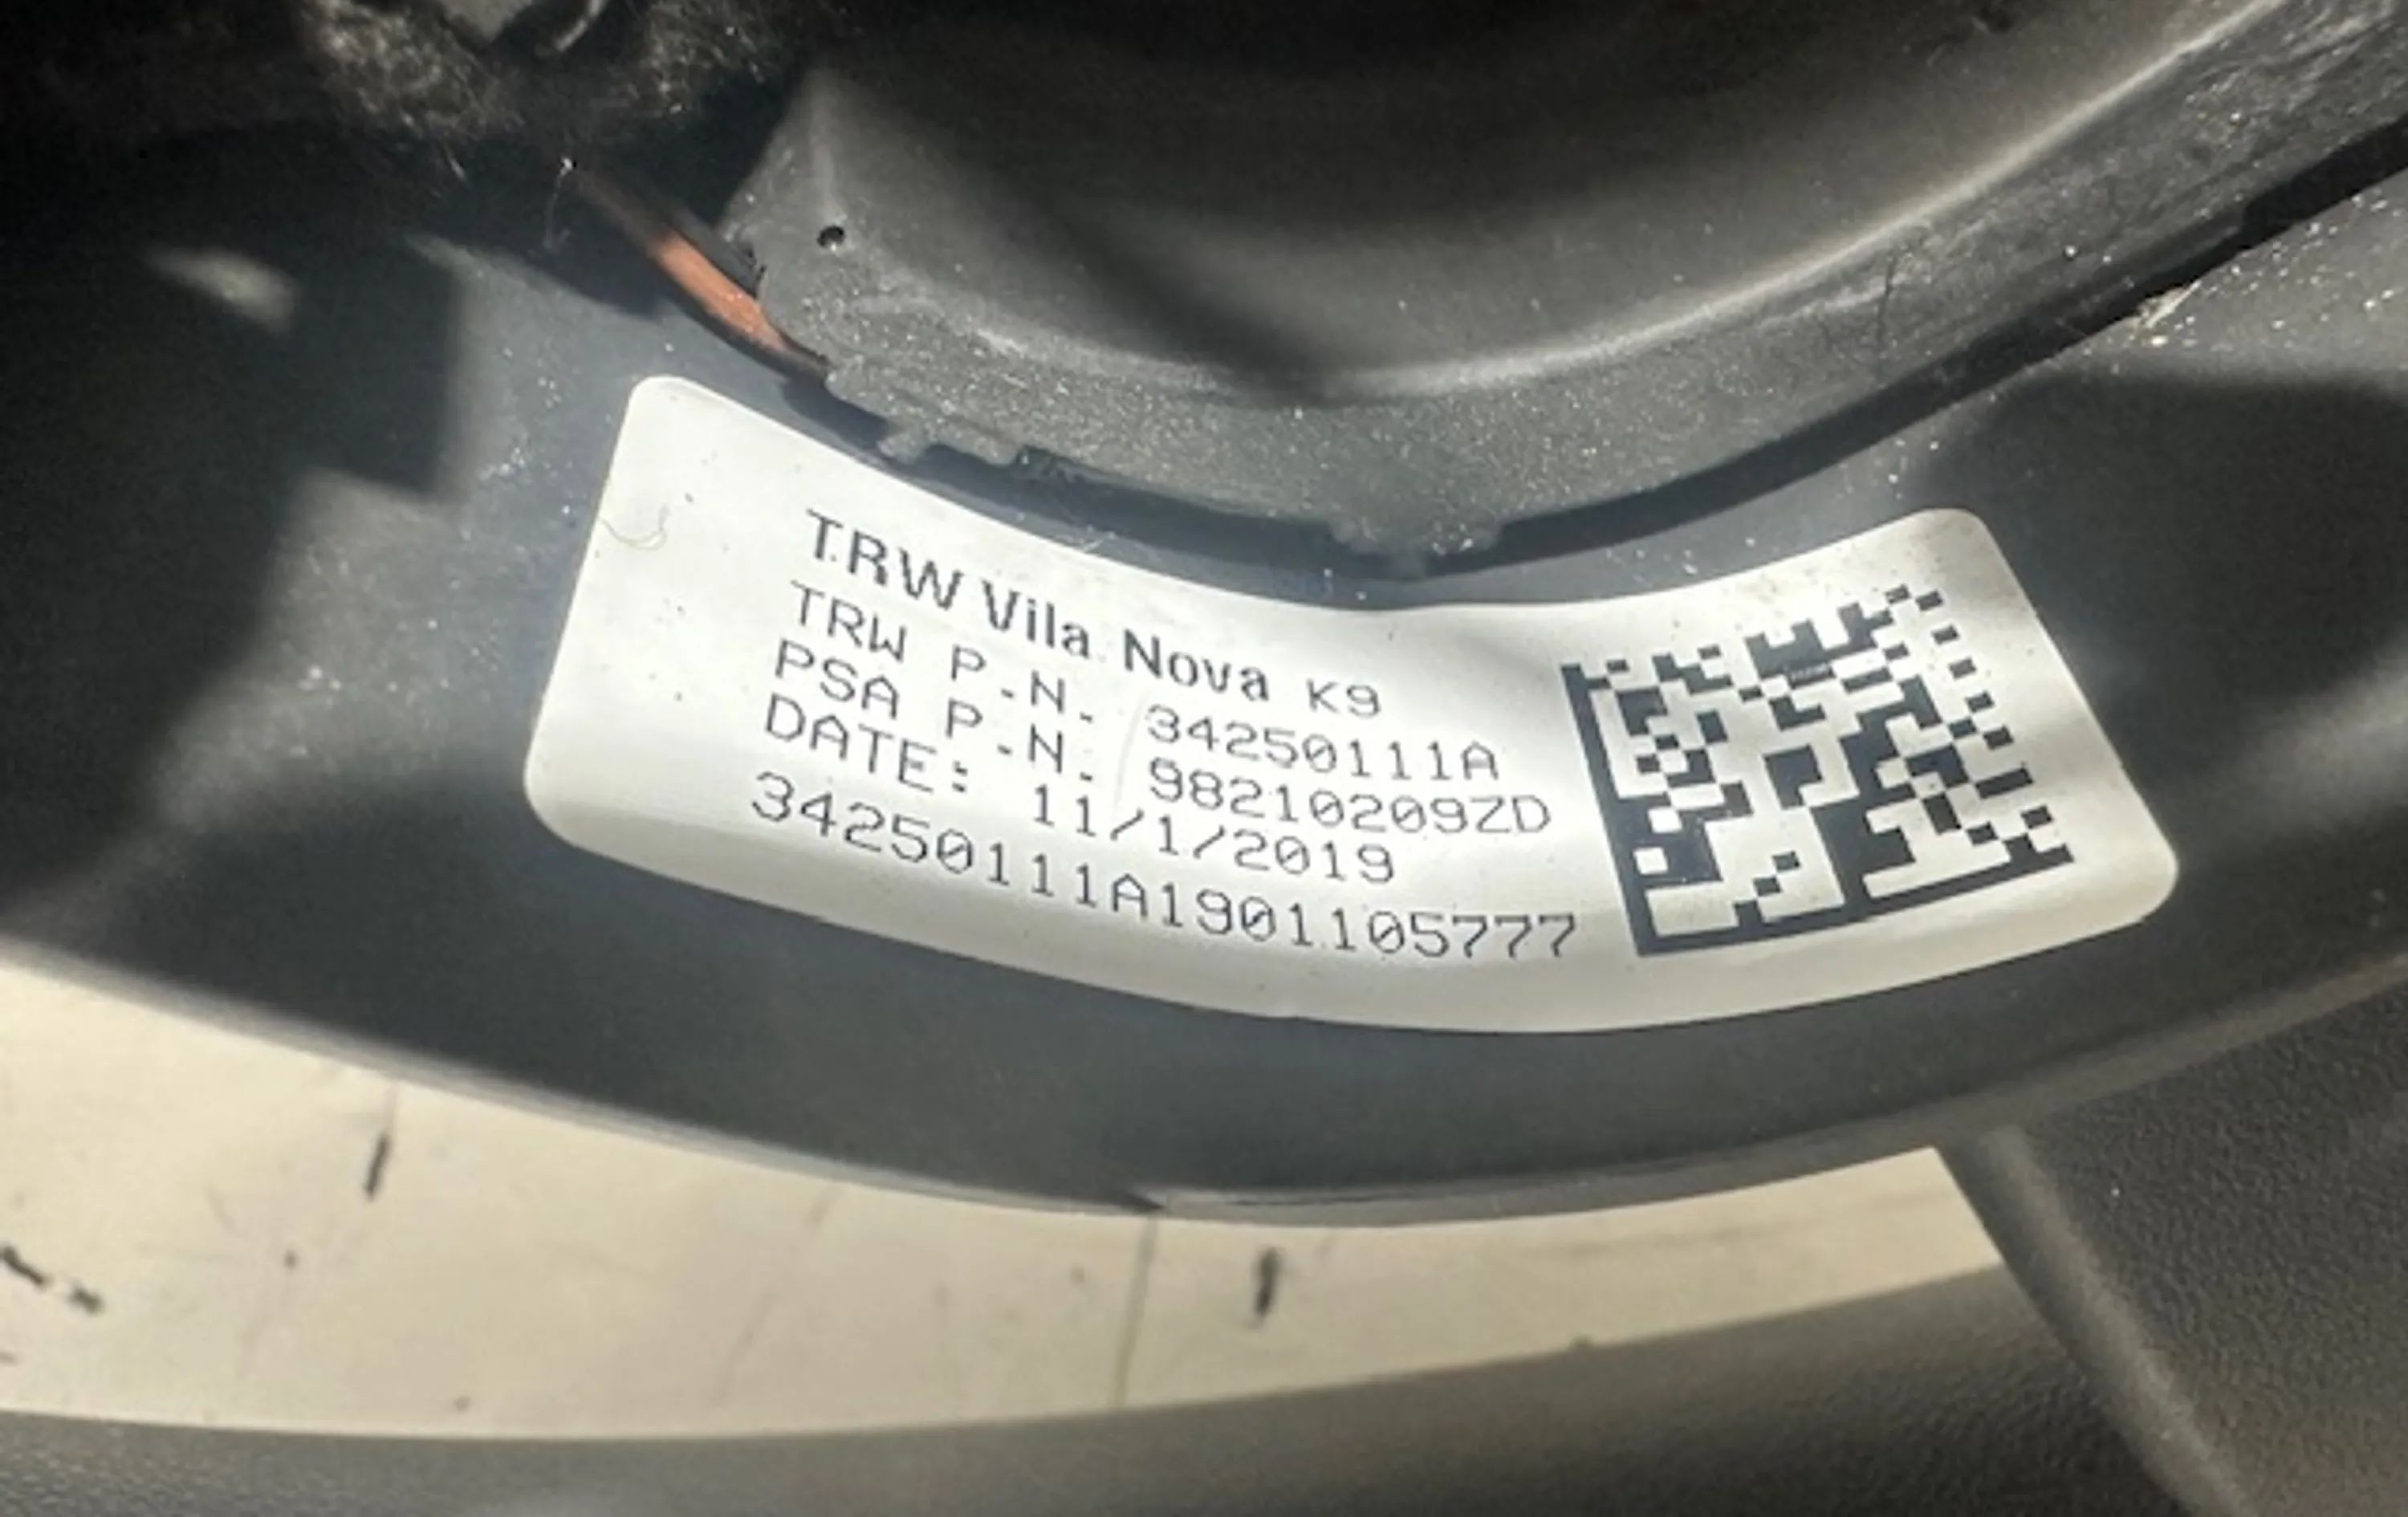 TRW Vila Nova K9
TRW P.N. 34250111A
PSA P.N. 98210209ZD
DATE: 11/1/2019
34250111A1901105777